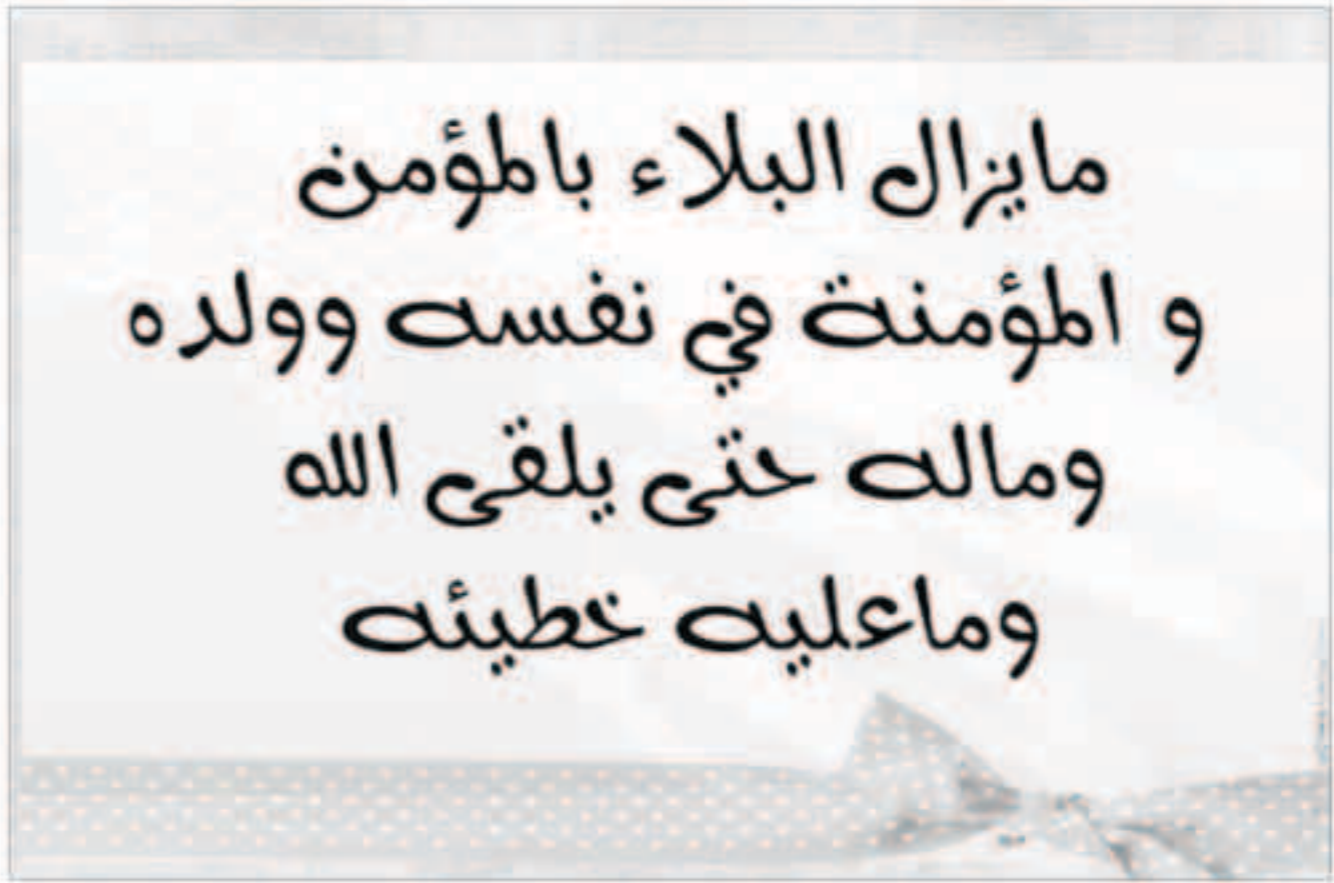 مايزال البلاء بالمؤمن
و المؤمنة في نفسه وولده
وماله حتى يلقى الله
وماعليه خطيئه